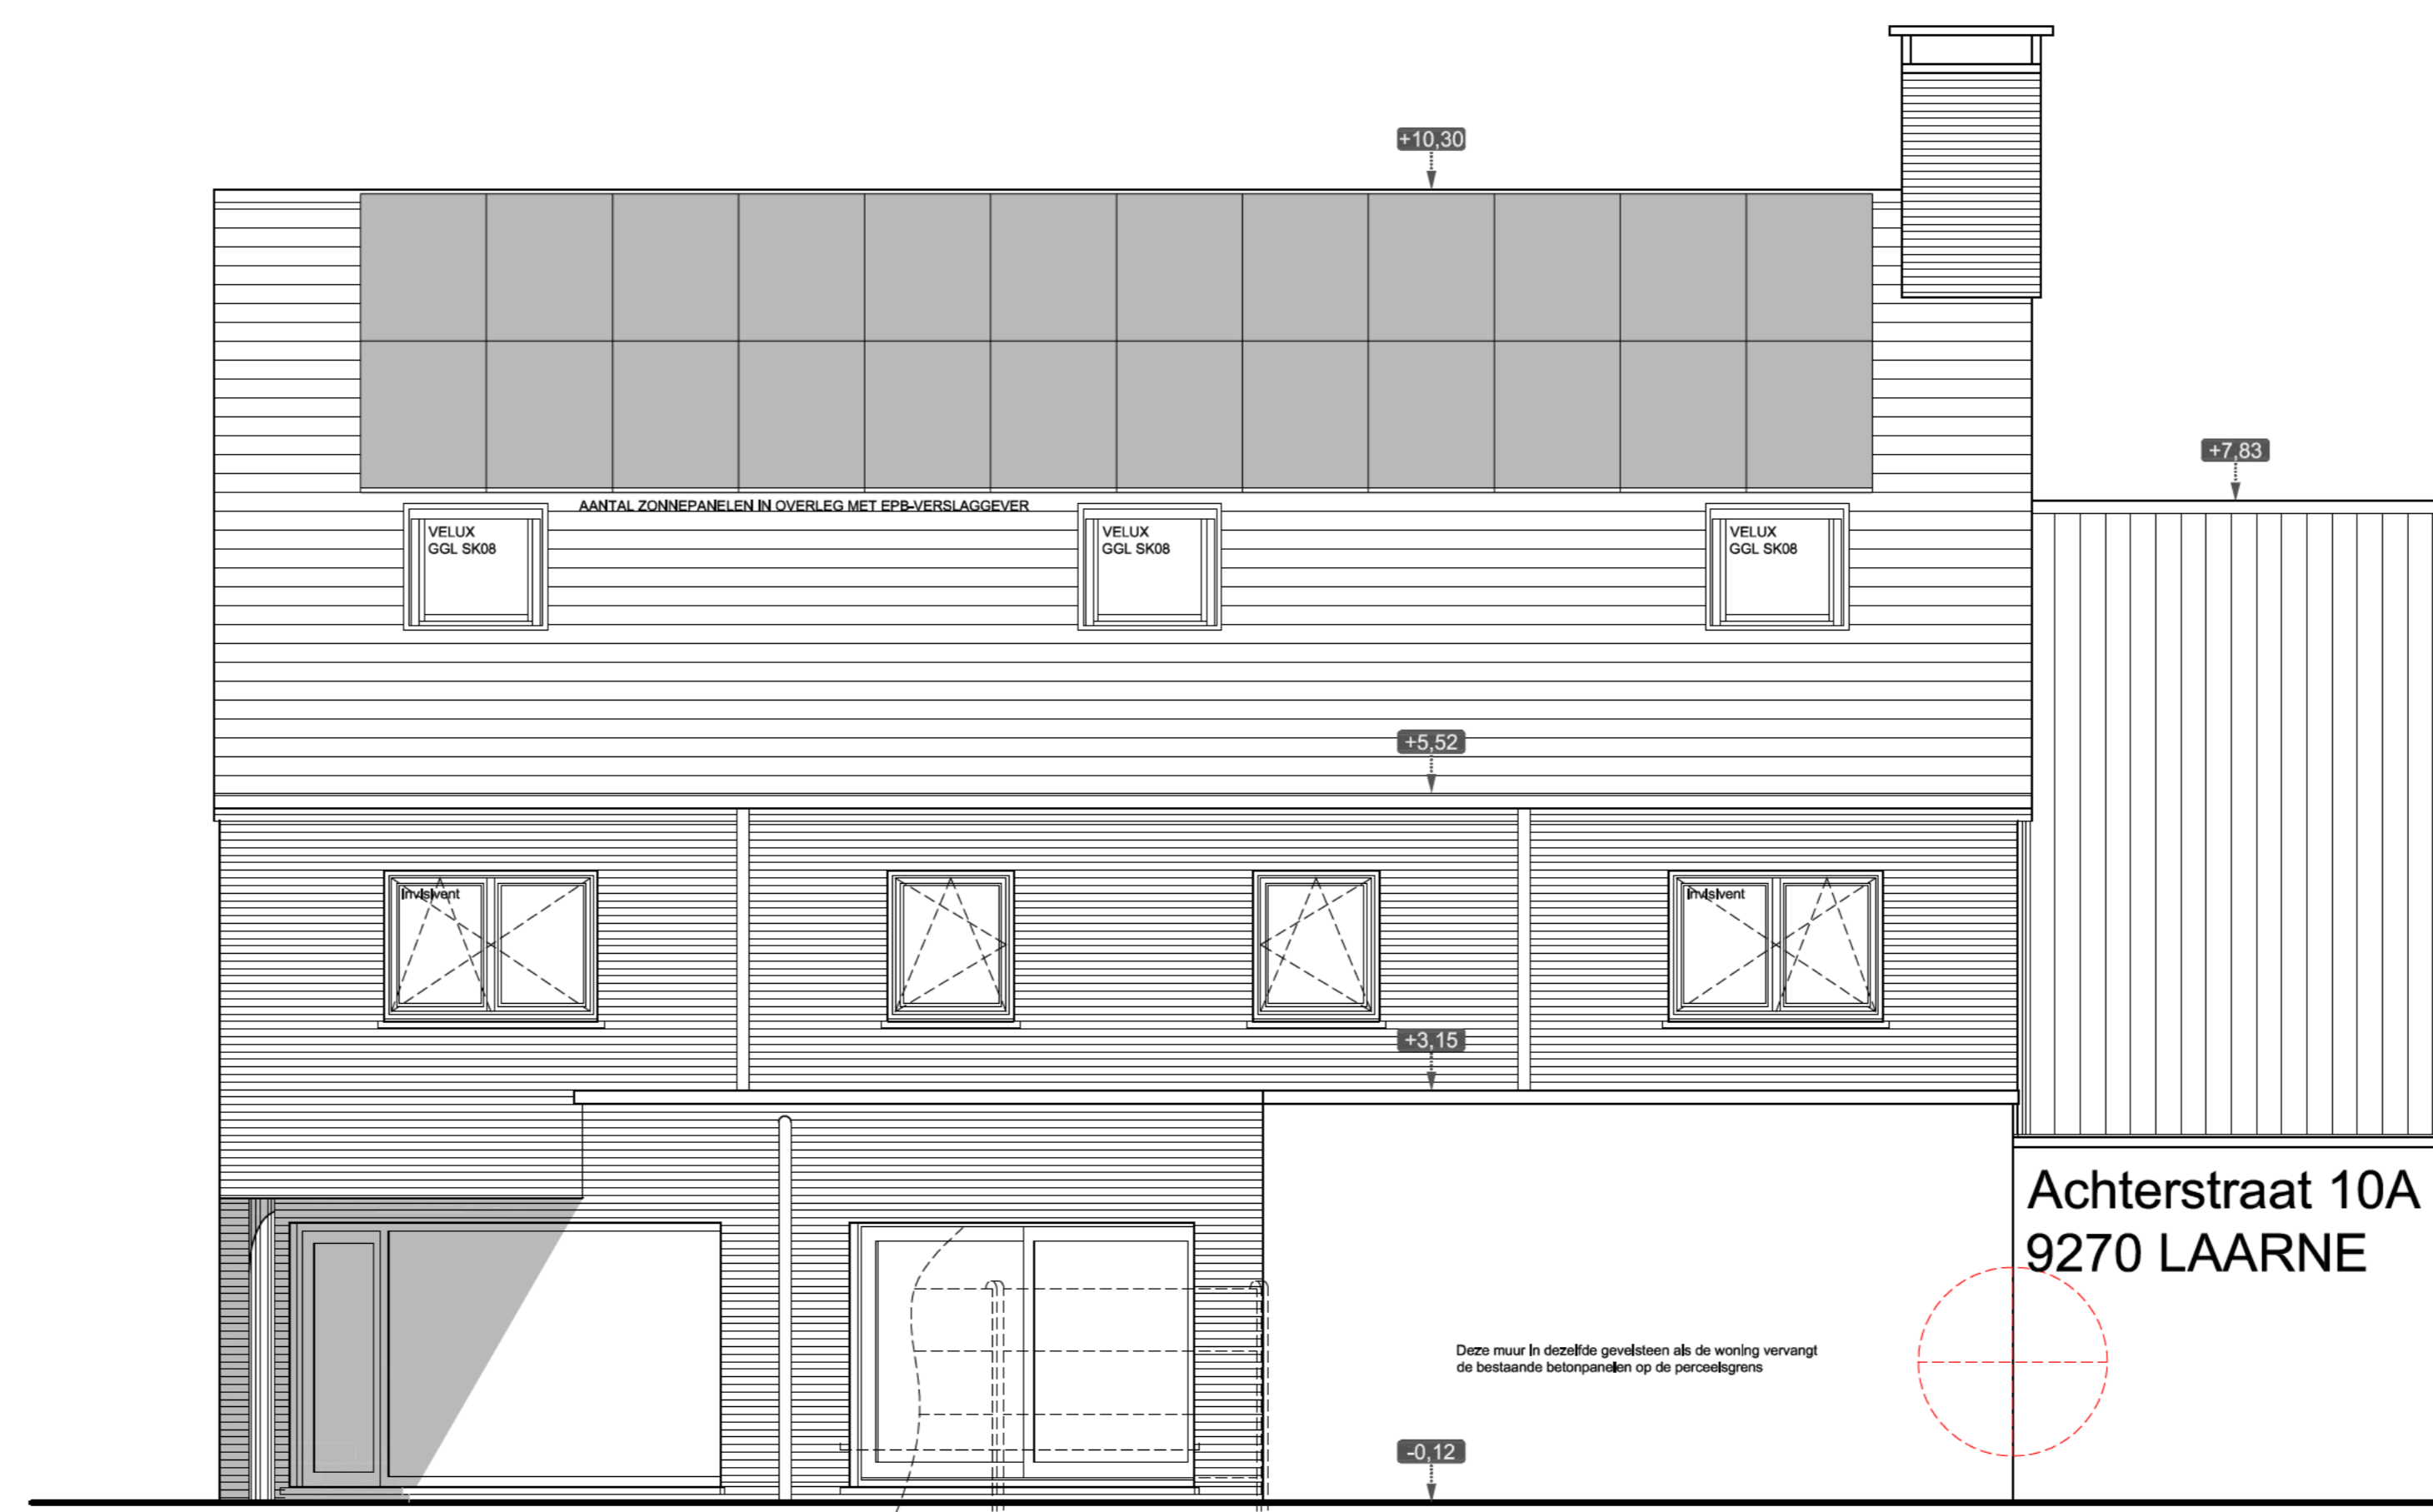 +10,30
+7,83
AANTAL ZONNEPANELEN IN OVERLEG MET EPB-VERSLAGGEVER
VELUX
GGL SK08
VELUX
GGL SK08
VELUX
GGL SK08
+5,52
Invisivent
Invisivent
+3,15
Achterstraat 10A
9270 LAARNE
Deze muur in dezelfde gevelsteen als de woning vervangt
de bestaande betonpanelen op de perceelsgrens
-0,12